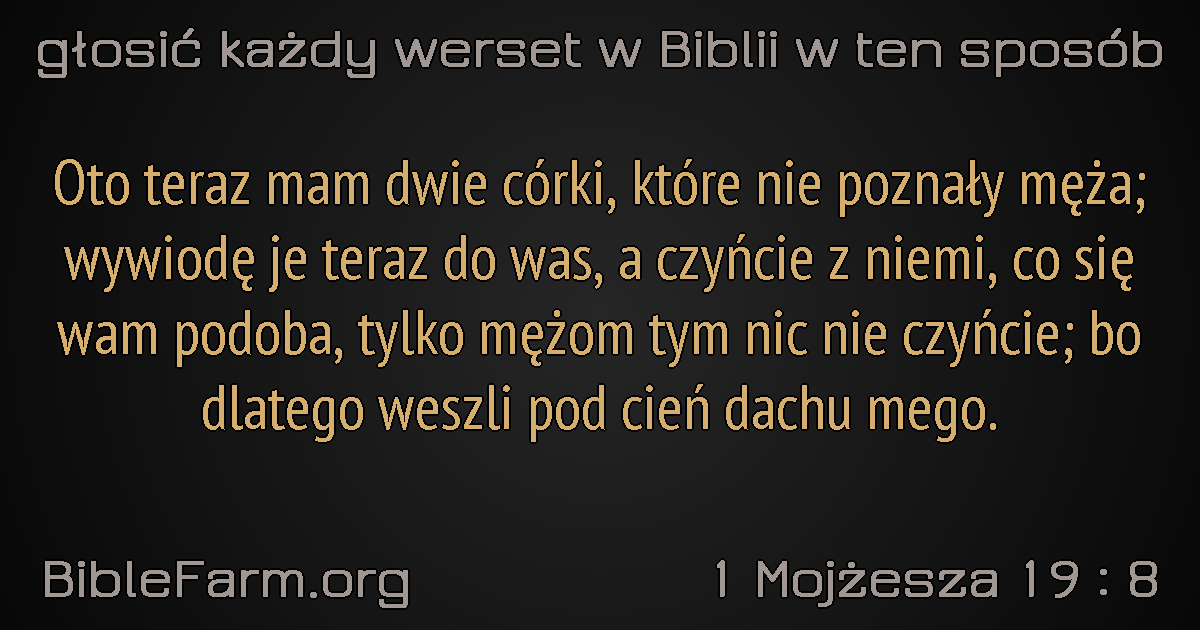 głosić każdy werset w Biblii w ten sposób
Oto teraz mam dwie córki, które nie poznały męża;
wywiodę je teraz do was, a czyńcie z niemi, co się
wam podoba, tylko mężom tym nic nie czyńcie; bo
dlatego weszli pod cień dachu mego.
BibleFarm.org
1 Mojżesza 19 : 8